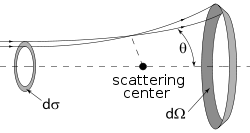 θ
scattering
center
dσ
dΩ